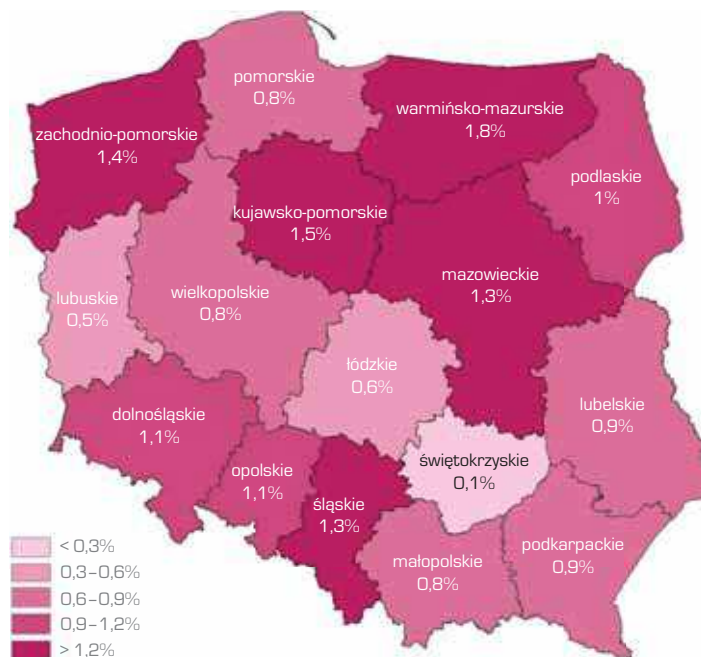 pomorskie
0,8%
warmińsko-mazurskie
1,8%
zachodnio-pomorskie
1,4%
podlaskie
1%
kujawsko-pomorskie
1,5%
mazowieckie
1,3%
lubuskie
0,5%
wielkopolskie
0,8%
łódzkie
0,6%
lubelskie
0,9%
dolnośląskie
1,1%
opolskie
1,1%
śląskie
1,3%
świętokrzyskie
0,1%
małopolskie
0,8%
podkarpackie
0,9%
< 0,3%
0,3–0,6%
0,6–0,9%
0,9–1,2%
> 1,2%